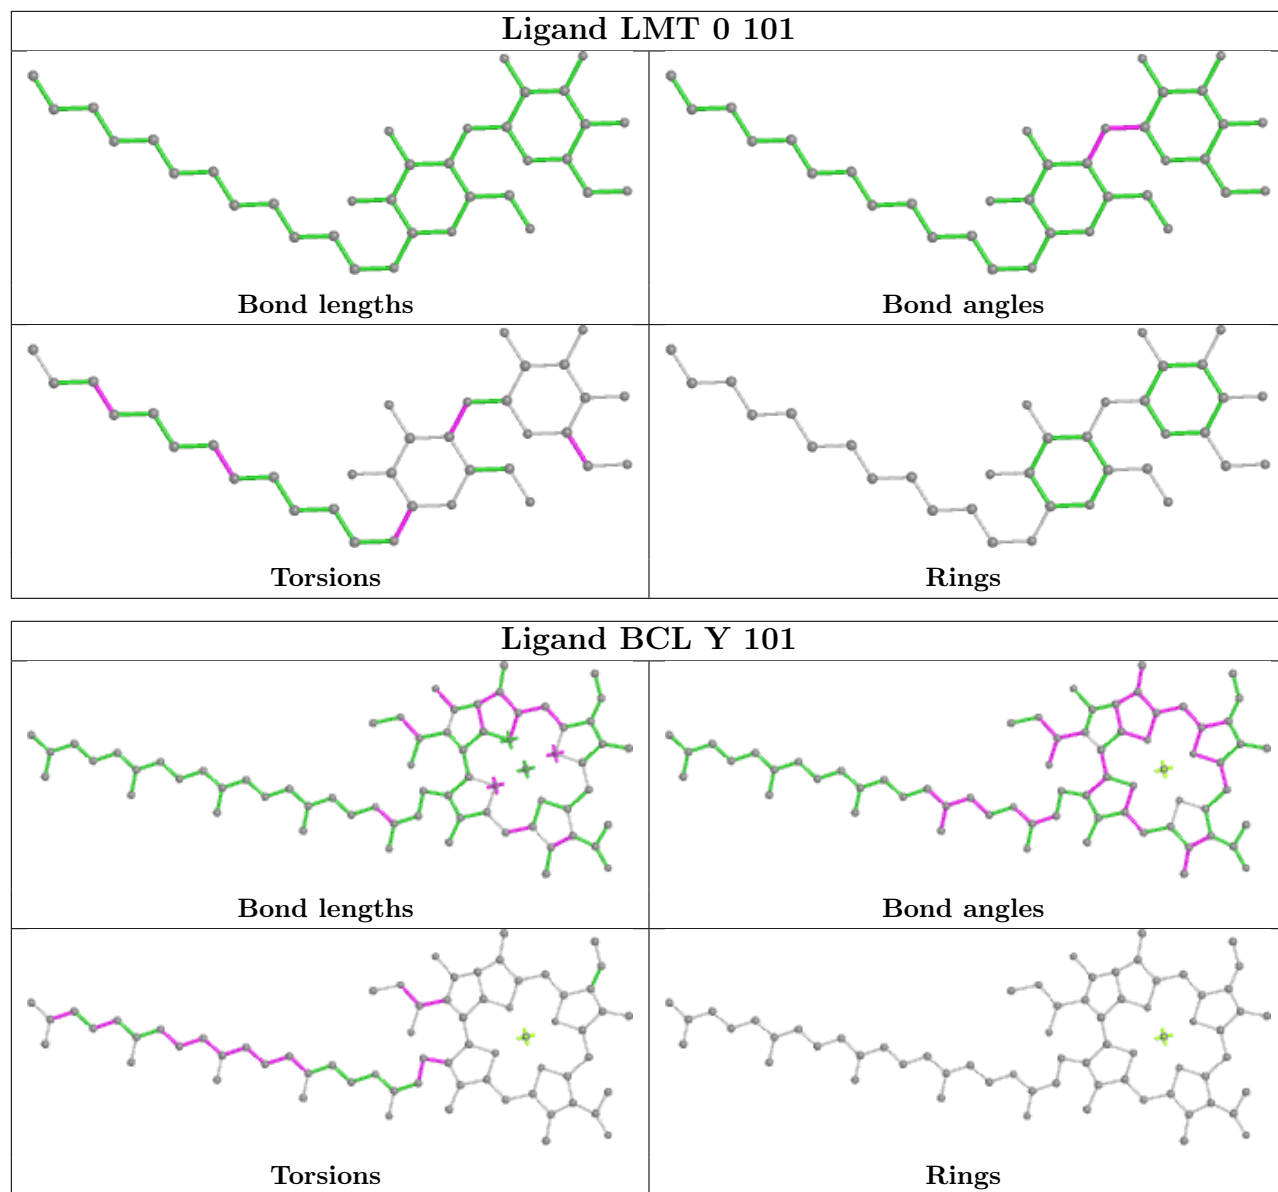 Ligand LMT 0 101
Bond lengths
Bond angles
Torsions
Rings
Ligand BCL Y 101
Bond lengths
Bond angles
Torsions
Rings